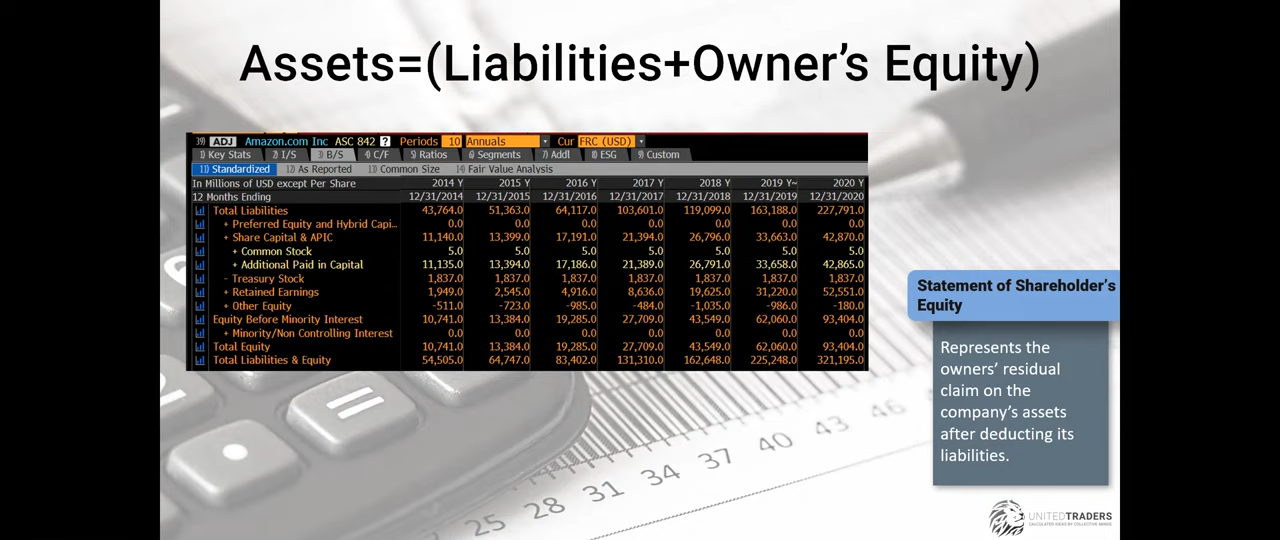 Assets=(Liabilities+Owner's Equity)
39) ADJ Amazon.com Inc ASC 842 ? Periods 10 Annuals Cur FRC (USD)
1) Key Stats 2) I/S 3) B/S 4) C/F 5) Ratios 6) Segments 7) Addl 8) ESG 9) Custom
11) Standardized 12) As Reported 13) Common Size 14) Fair Value Analysis
In Millions of USD except Per Share 2014 Y 2015 Y 2016 Y 2017 Y 2018 Y 2019 Y~ 2020 Y
12 Months Ending 12/31/2014 12/31/2015 12/31/2016 12/31/2017 12/31/2018 12/31/2019 12/31/2020
Total Liabilities 43,764.0 51,363.0 64,117.0 103,601.0 119,099.0 163,188.0 227,791.0
+ Preferred Equity and Hybrid Capi... 0.0 0.0 0.0 0.0 0.0 0.0 0.0
+ Share Capital & APIC 11,140.0 13,399.0 17,191.0 21,394.0 26,796.0 33,663.0 42,870.0
+ Common Stock 5.0 5.0 5.0 5.0 5.0 5.0 5.0
+ Additional Paid in Capital 11,135.0 13,394.0 17,186.0 21,389.0 26,791.0 33,658.0 42,865.0
- Treasury Stock 1,837.0 1,837.0 1,837.0 1,837.0 1,837.0 1,837.0 1,837.0
+ Retained Earnings 1,949.0 2,545.0 4,916.0 8,636.0 19,625.0 31,220.0 52,551.0
+ Other Equity -511.0 -723.0 -985.0 -484.0 -1,035.0 -986.0 -180.0
Equity Before Minority Interest 10,741.0 13,384.0 19,285.0 27,709.0 43,549.0 62,060.0 93,404.0
+ Minority/Non Controlling Interest 0.0 0.0 0.0 0.0 0.0 0.0 0.0
Total Equity 10,741.0 13,384.0 19,285.0 27,709.0 43,549.0 62,060.0 93,404.0
Total Liabilities & Equity 54,505.0 64,747.0 83,402.0 131,310.0 162,648.0 225,248.0 321,195.0
Statement of Shareholder's
Equity
Represents the
owners' residual
claim on the
company's assets
after deducting its
liabilities.
25 28 31 34 37 40 43 46
UNITEDTRADERS
CALCULATED IDEAS BY COLLECTIVE MINDS